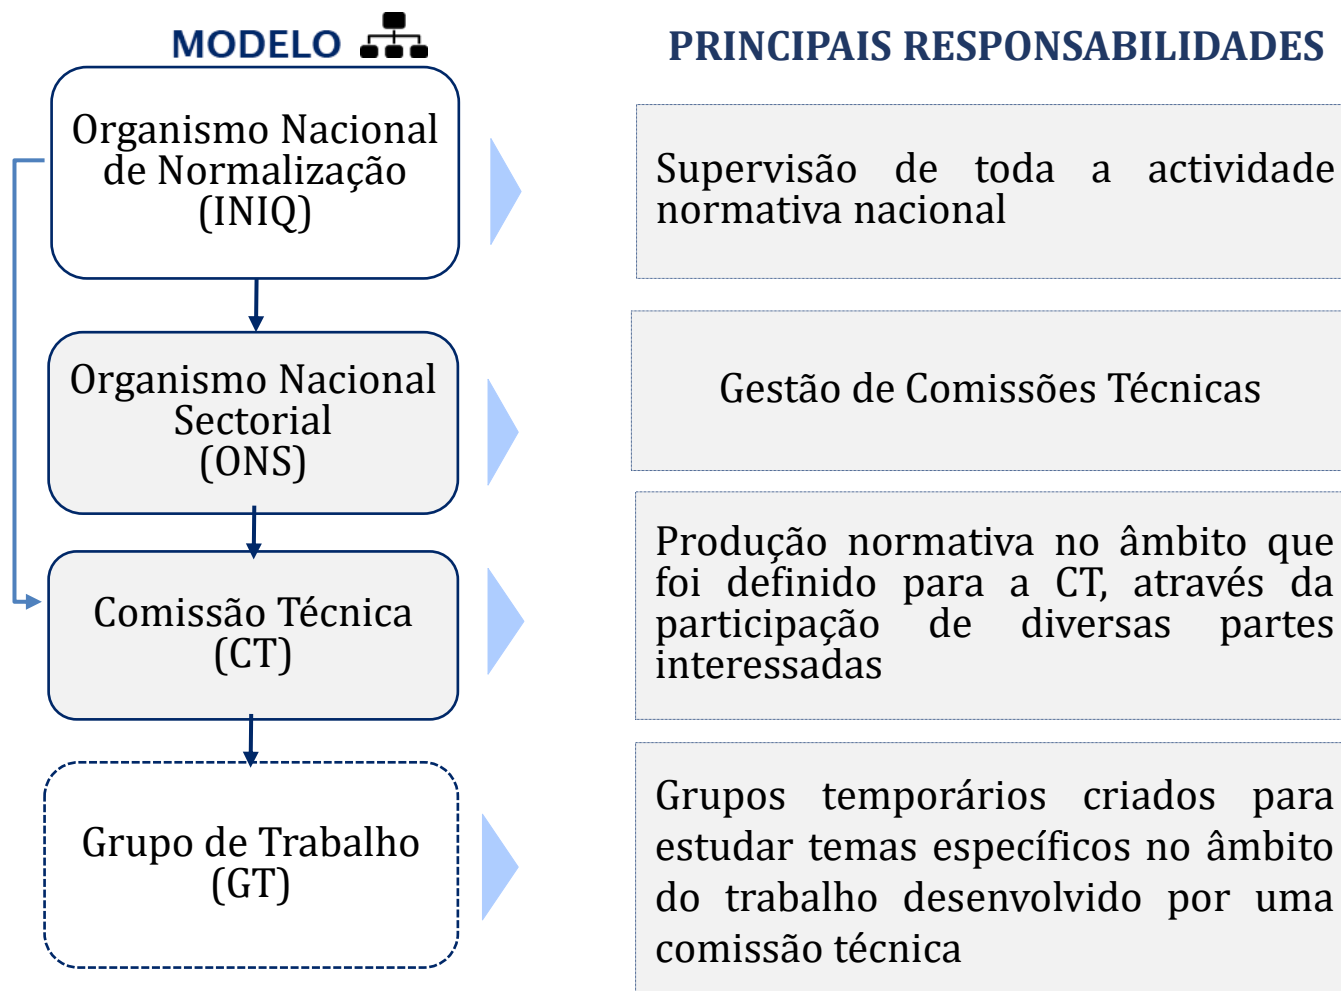 MODELO
PRINCIPAIS RESPONSABILIDADES
Organismo Nacional
de Normalização
(INIQ)
Supervisão de toda a actividade
normativa nacional
Organismo Nacional
Sectorial
(ONS)
Gestão de Comissões Técnicas
Comissão Técnica
(CT)
Produção normativa no âmbito que
foi definido para a CT, através da
participação de diversas partes
interessadas
Grupo de Trabalho
(GT)
Grupos temporários criados para
estudar temas específicos no âmbito
do trabalho desenvolvido por uma
comissão técnica